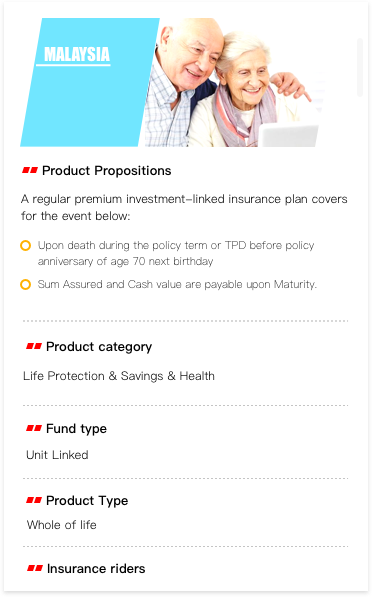 MALAYSIA
Product Propositions
A regular premium investment-linked insurance plan covers
for the event below:
Upon death during the policy term or TPD before policy
anniversary of age 70 next birthday
Sum Assured and Cash value are payable upon Maturity.
Product category
Life Protection & Savings & Health
Fund type
Unit Linked
Product Type
Whole of life
Insurance riders